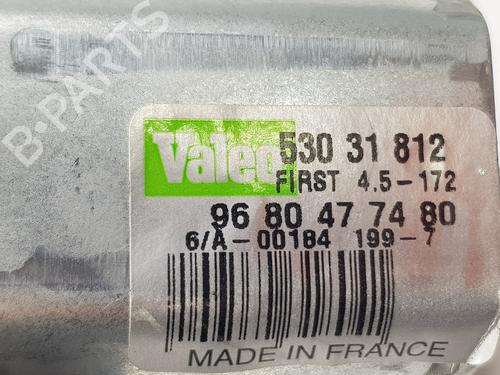 B-PARTS
Valeo
530 31 812
FIRST 4,5-172
96 80 47 74 80
6/A-00184 199-7
MADE IN FRANCE